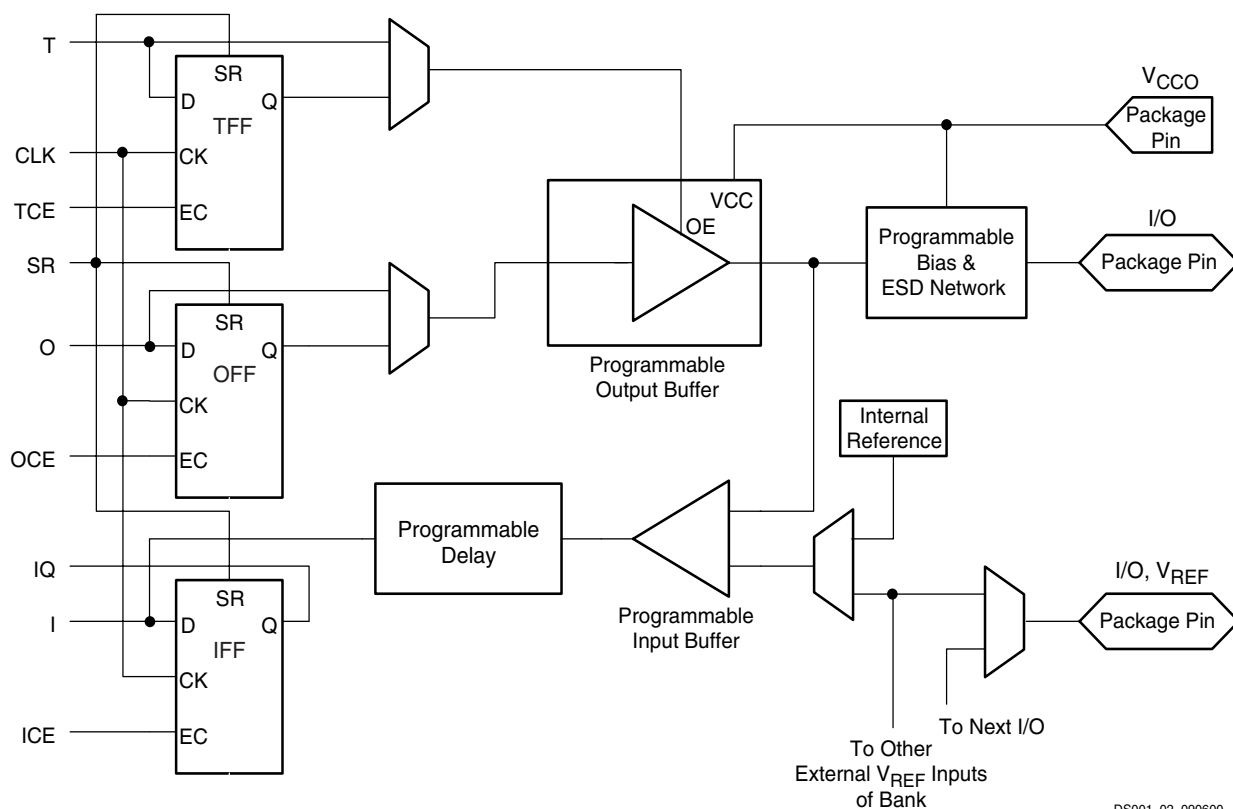 T
SR
D
Q
TFF
CLK
CK
TCE
EC
SR
SR
O
D
Q
OFF
CK
OCE
EC
IQ
SR
I
D
Q
IFF
CK
ICE
EC
VCC
OE
Programmable
Output Buffer
VCCO
Package
Pin
Programmable
Bias &
ESD Network
I/O
Package Pin
Internal
Reference
Programmable
Delay
Programmable
Input Buffer
I/O, VREF
Package Pin
To Next I/O
To Other
External VREF Inputs
of Bank
DS001_02_090600